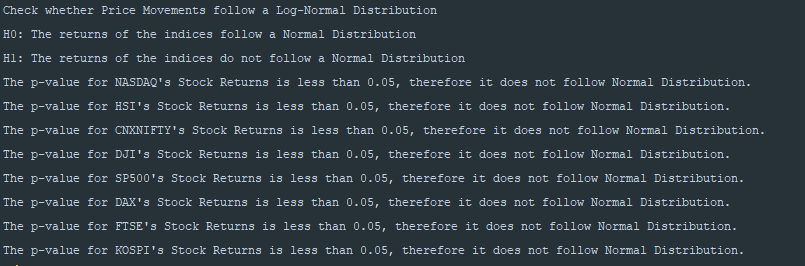 Check whether Price Movements follow a Log-Normal Distribution
H0: The returns of the indices follow a Normal Distribution
H1: The returns of the indices do not follow a Normal Distribution
The p-value for NASDAQ's Stock Returns is less than 0.05, therefore it does not follow Normal Distribution.
The p-value for HSI's Stock Returns is less than 0.05, therefore it does not follow Normal Distribution.
The p-value for CNXNIFTY's Stock Returns is less than 0.05, therefore it does not follow Normal Distribution.
The p-value for DJI's Stock Returns is less than 0.05, therefore it does not follow Normal Distribution.
The p-value for SP500's Stock Returns is less than 0.05, therefore it does not follow Normal Distribution.
The p-value for DAX's Stock Returns is less than 0.05, therefore it does not follow Normal Distribution.
The p-value for FTSE's Stock Returns is less than 0.05, therefore it does not follow Normal Distribution.
The p-value for KOSPI's Stock Returns is less than 0.05, therefore it does not follow Normal Distribution.